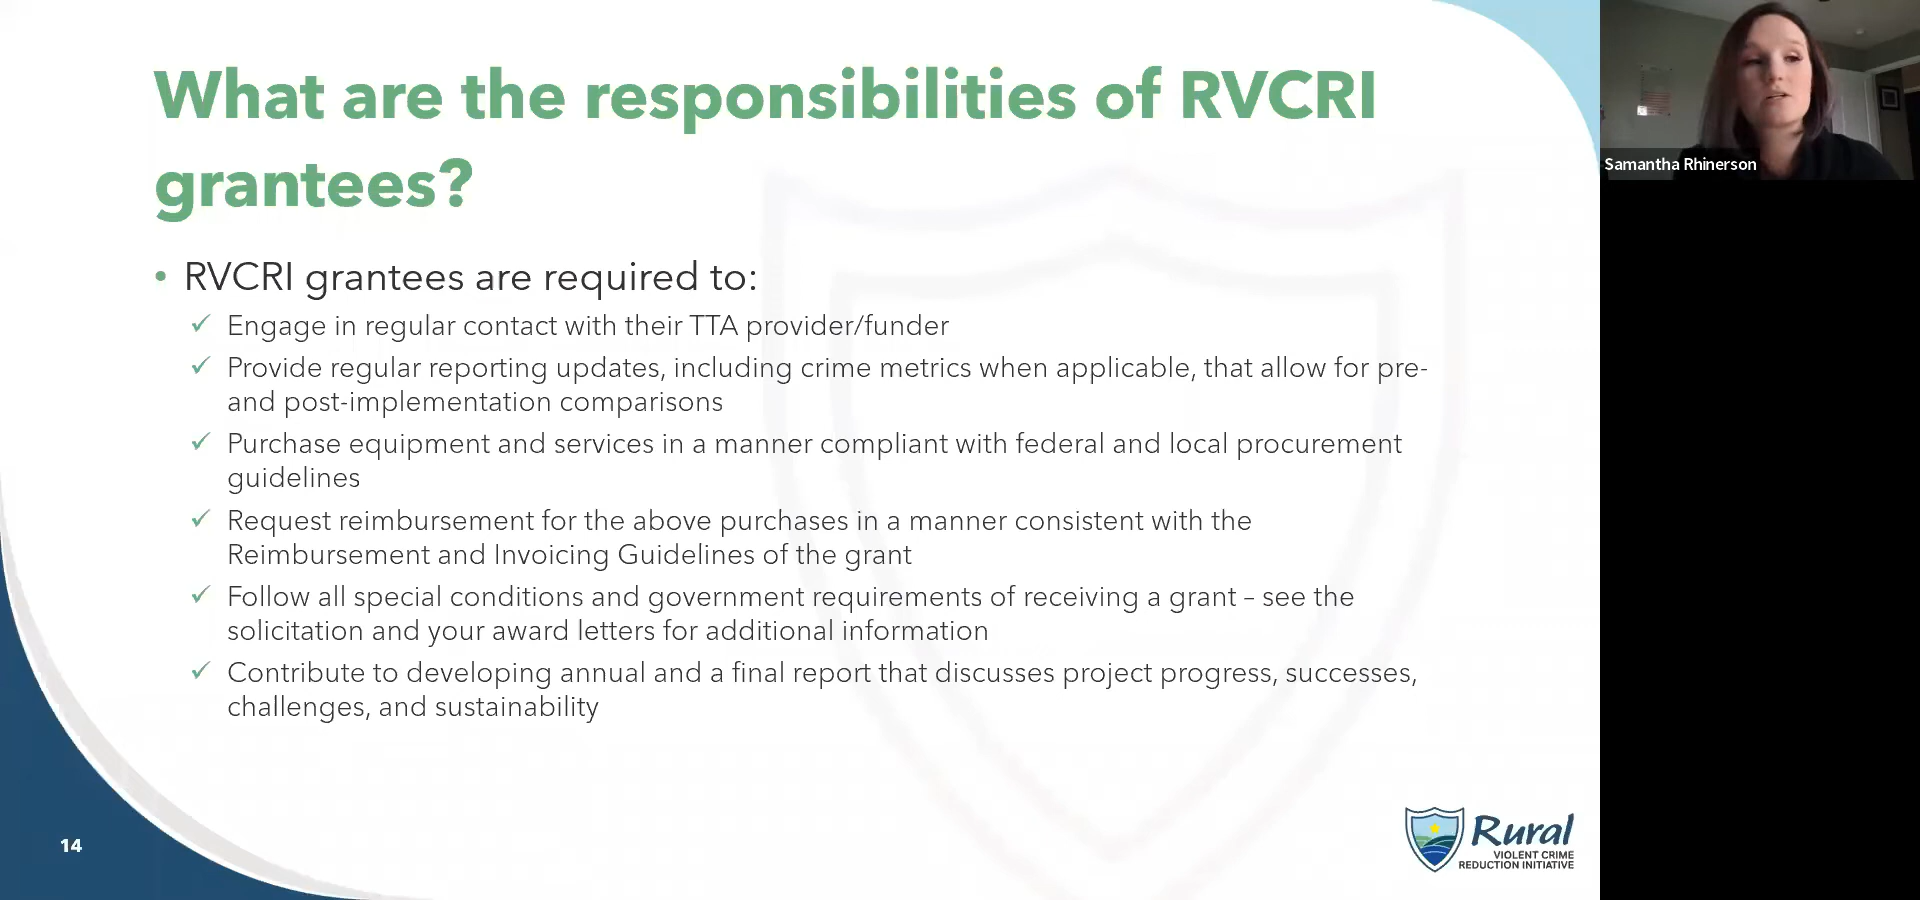 What are the responsibilities of RVCRI
grantees?
• RVCRI grantees are required to:
✓ Engage in regular contact with their TTA provider/funder
✓ Provide regular reporting updates, including crime metrics when applicable, that allow for pre-
and post-implementation comparisons
✓ Purchase equipment and services in a manner compliant with federal and local procurement
guidelines
✓ Request reimbursement for the above purchases in a manner consistent with the
Reimbursement and Invoicing Guidelines of the grant
✓ Follow all special conditions and government requirements of receiving a grant – see the
solicitation and your award letters for additional information
✓ Contribute to developing annual and a final report that discusses project progress, successes,
challenges, and sustainability
14
Rural
VIOLENT CRIME
REDUCTION INITIATIVE
Samantha Rhinerson